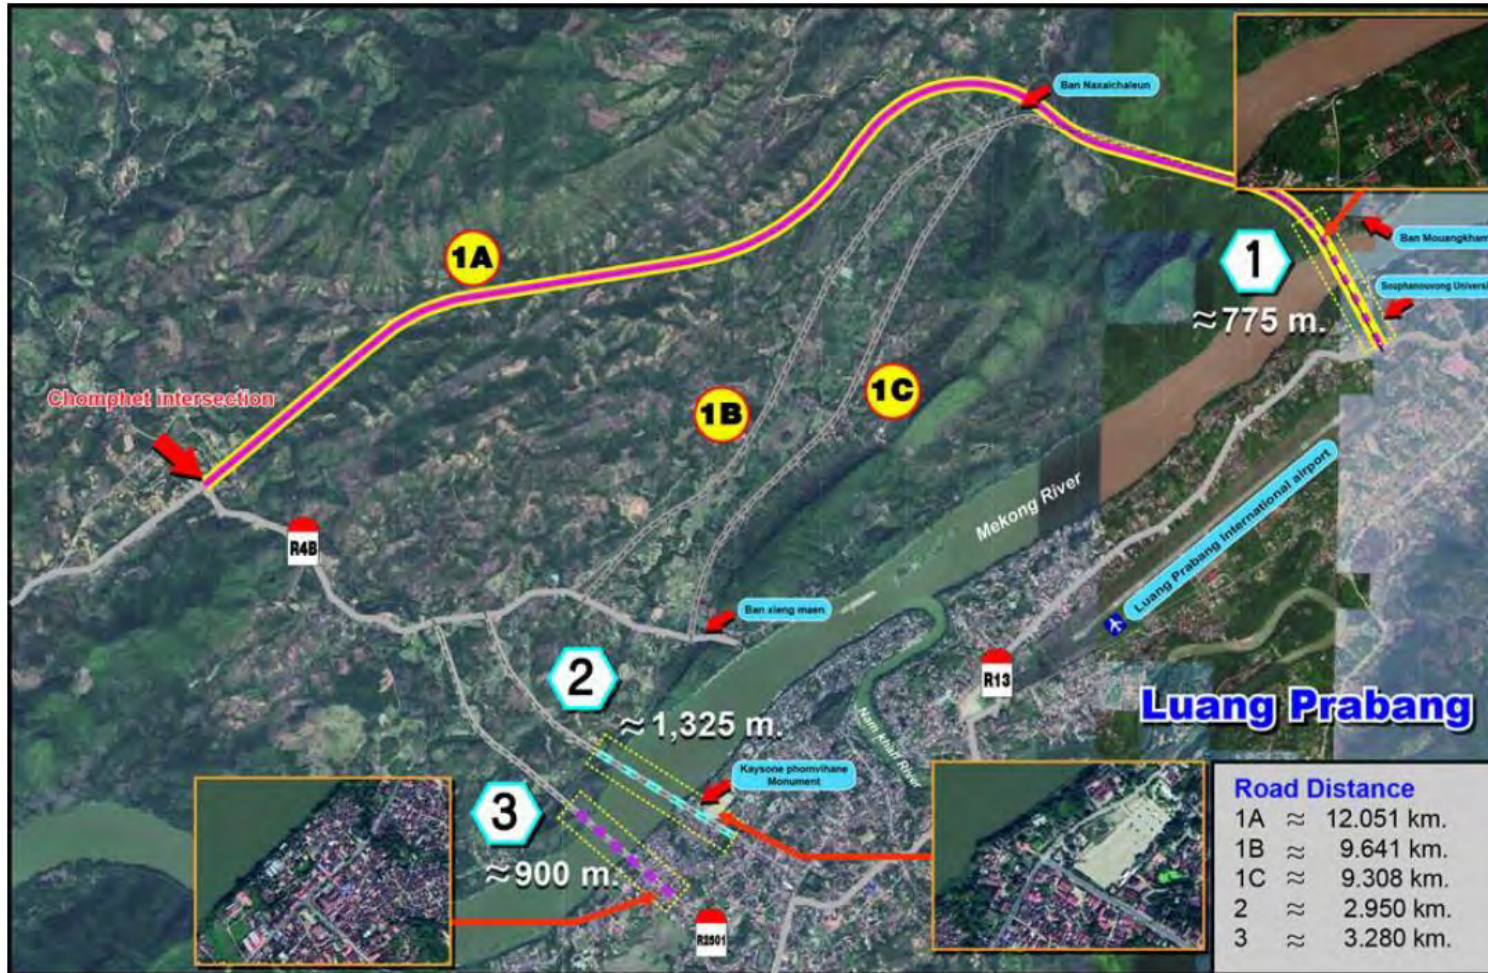 Ban Naxaichaleun
1A
1
Ban Mouangkham
Souphanouvong Universi
≈ 775 m.
Chomphet intersection
1B
1C
R4B
Mekong River
Luang Prabang International airport
Ban xieng maen
2
R13
Nam khan River
Luang Prabang
≈ 1,325 m.
Kaysone phomvihane
Monument
3
≈ 900 m.
R2501
Road Distance
1A ≈ 12.051 km.
1B ≈ 9.641 km.
1C ≈ 9.308 km.
2 ≈ 2.950 km.
3 ≈ 3.280 km.